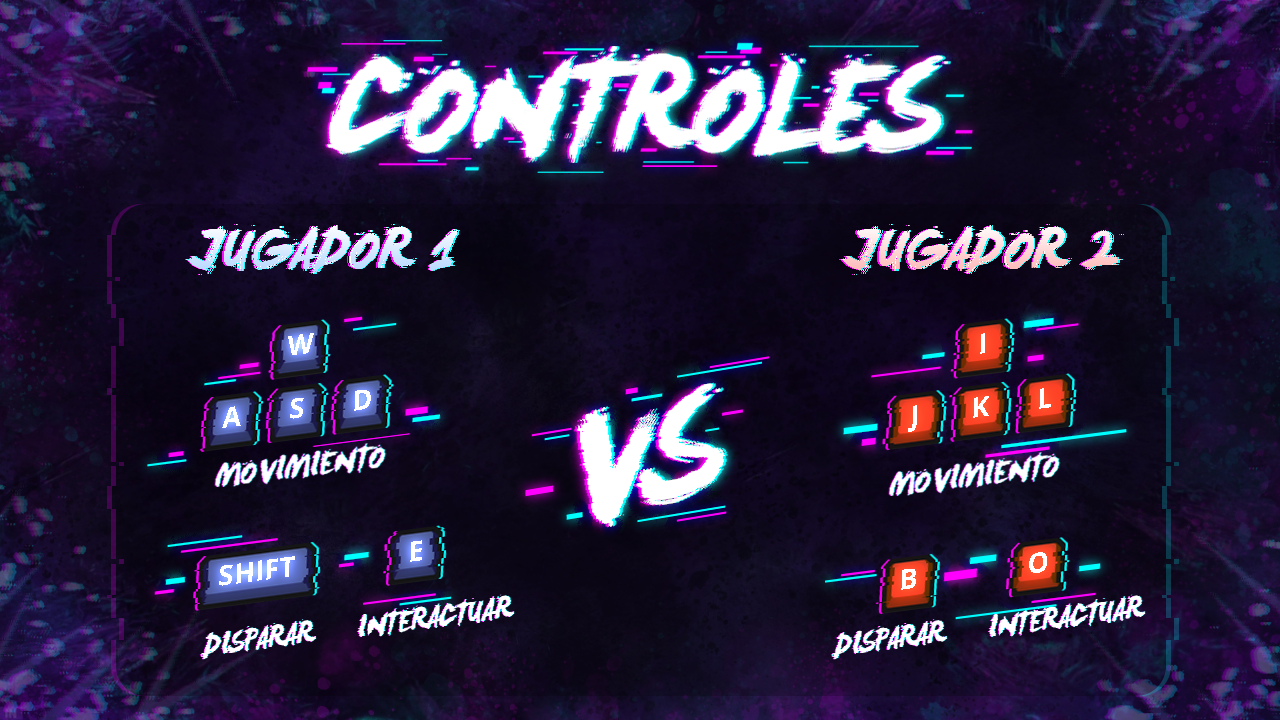 CONTROLES
JUGADOR 1
W
A S D
MOVIMIENTO
SHIFT E
DISPARAR INTERACTUAR
VS
JUGADOR 2
I
J K L
MOVIMIENTO
B O
DISPARAR INTERACTUAR